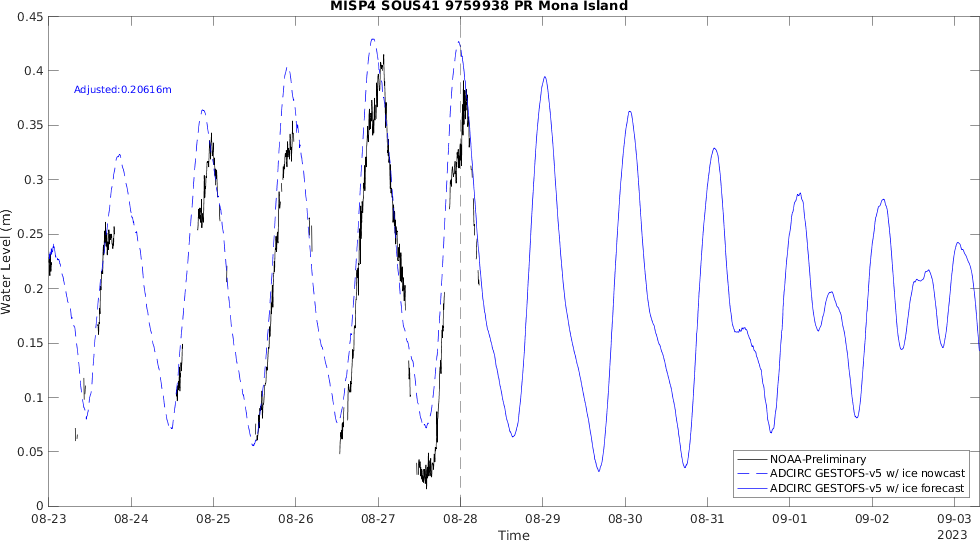 MISP4 SOUS41 9759938 PR Mona Island
0.45
0.4
0.35
0.3
0.25
0.2
0.15
0.1
0.05
0
Water Level (m)
Adjusted:0.20616m
NOAA-Preliminary
ADCIRC GESTOFS-v5 w/ ice nowcast
ADCIRC GESTOFS-v5 w/ ice forecast
08-23 08-24 08-25 08-26 08-27 08-28 08-29 08-30 08-31 09-01 09-02 09-03
Time
2023